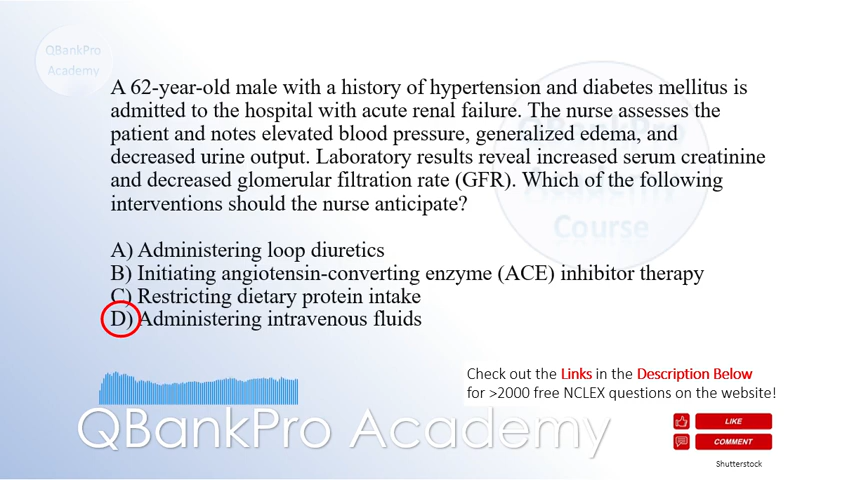 QBankPro
Academy
A 62-year-old male with a history of hypertension and diabetes mellitus is
admitted to the hospital with acute renal failure. The nurse assesses the
patient and notes elevated blood pressure, generalized edema, and
decreased urine output. Laboratory results reveal increased serum creatinine
and decreased glomerular filtration rate (GFR). Which of the following
interventions should the nurse anticipate?
Course
A) Administering loop diuretics
B) Initiating angiotensin-converting enzyme (ACE) inhibitor therapy
C) Restricting dietary protein intake
D) Administering intravenous fluids
Check out the Links in the Description Below
for >2000 free NCLEX questions on the website!
QBankPro Academy
LIKE
COMMENT
Shutterstock